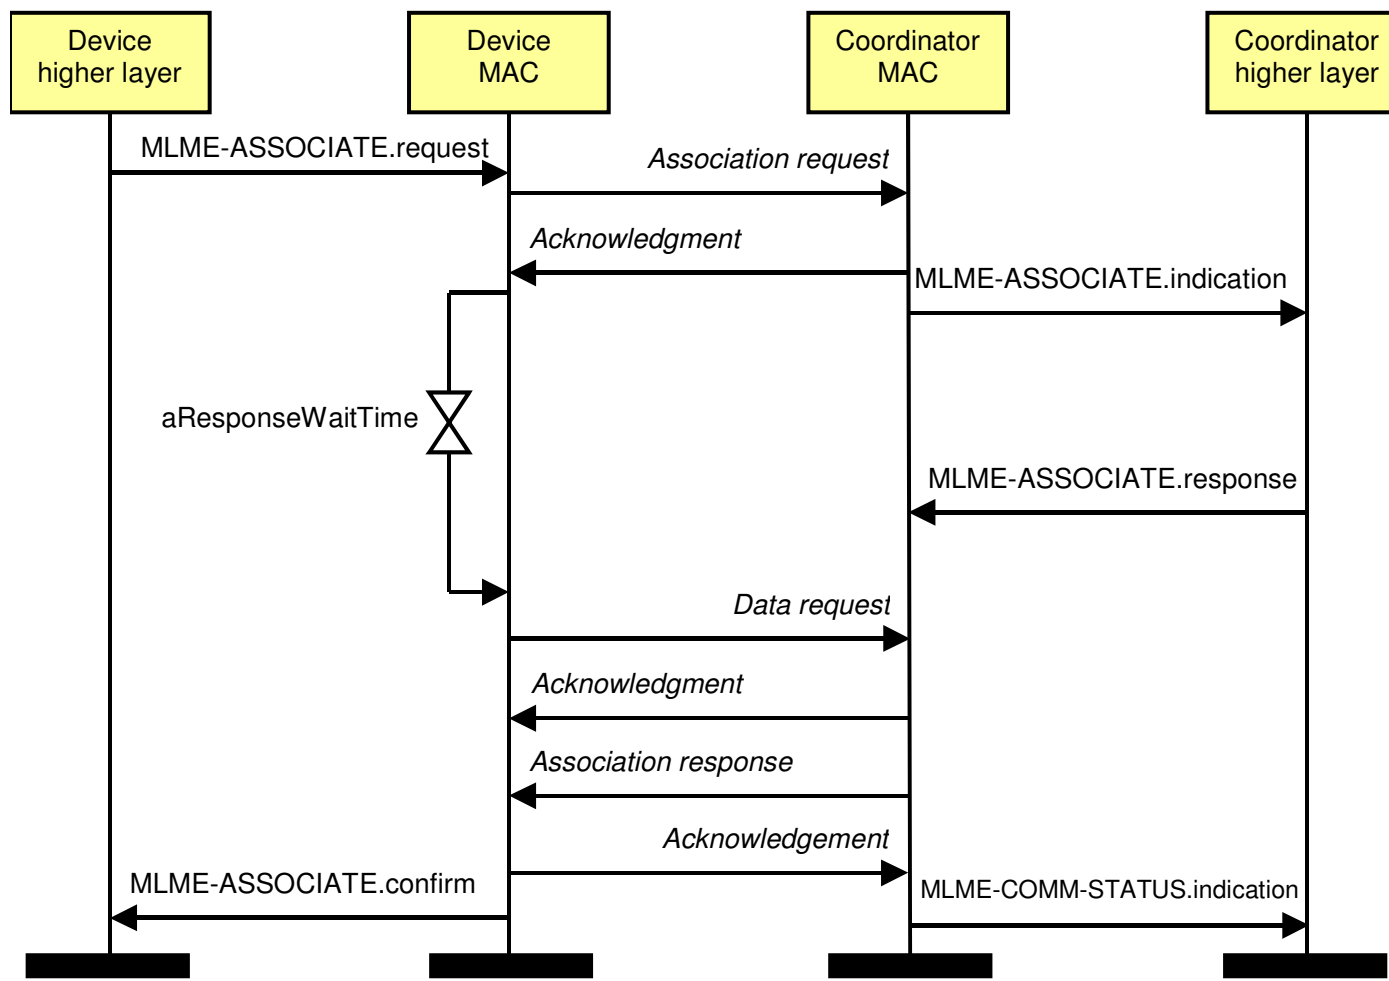 Device
higher layer
Device
MAC
Coordinator
MAC
Coordinator
higher layer
MLME-ASSOCIATE.request
Association request
Acknowledgment
MLME-ASSOCIATE.indication
aResponseWaitTime
MLME-ASSOCIATE.response
Data request
Acknowledgment
Association response
Acknowledgement
MLME-ASSOCIATE.confirm
MLME-COMM-STATUS.indication